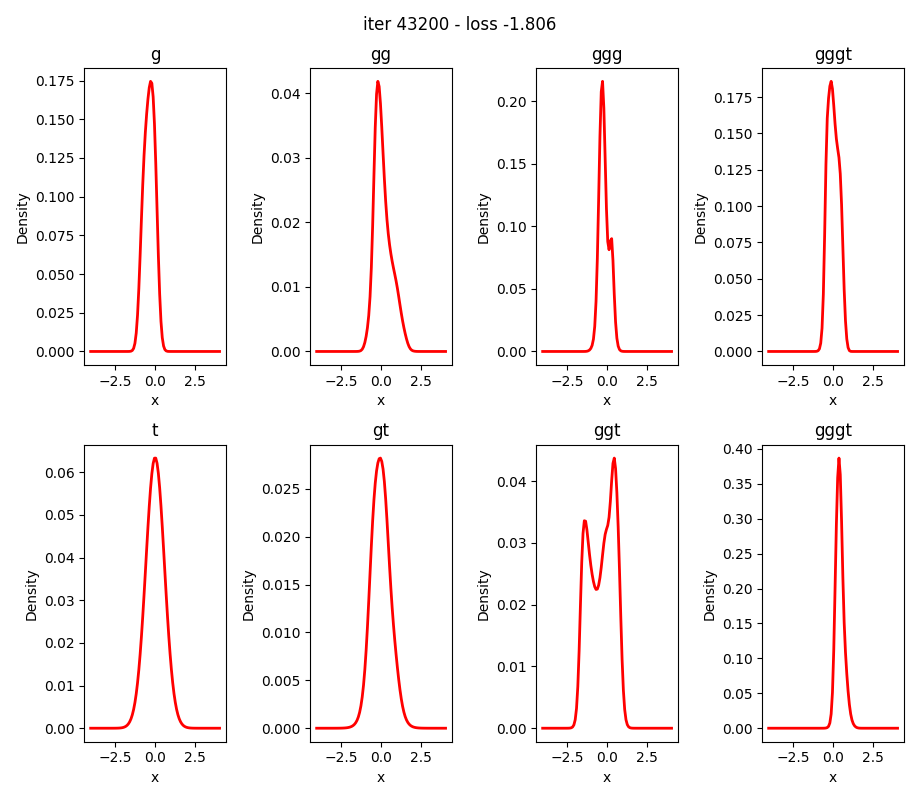 iter 43200 - loss -1.806
g
gg
ggg
gggt
0.175
0.150
0.125
0.100
0.075
0.050
0.025
0.000
Density
−2.5 0.0 2.5
x
0.04
0.03
0.02
0.01
0.00
Density
−2.5 0.0 2.5
x
0.20
0.15
0.10
0.05
0.00
Density
−2.5 0.0 2.5
x
0.175
0.150
0.125
0.100
0.075
0.050
0.025
0.000
Density
−2.5 0.0 2.5
x
t
gt
ggt
gggt
0.06
0.05
0.04
0.03
0.02
0.01
0.00
Density
−2.5 0.0 2.5
x
0.025
0.020
0.015
0.010
0.005
0.000
Density
−2.5 0.0 2.5
x
0.04
0.03
0.02
0.01
0.00
Density
−2.5 0.0 2.5
x
0.40
0.35
0.30
0.25
0.20
0.15
0.10
0.05
0.00
Density
−2.5 0.0 2.5
x